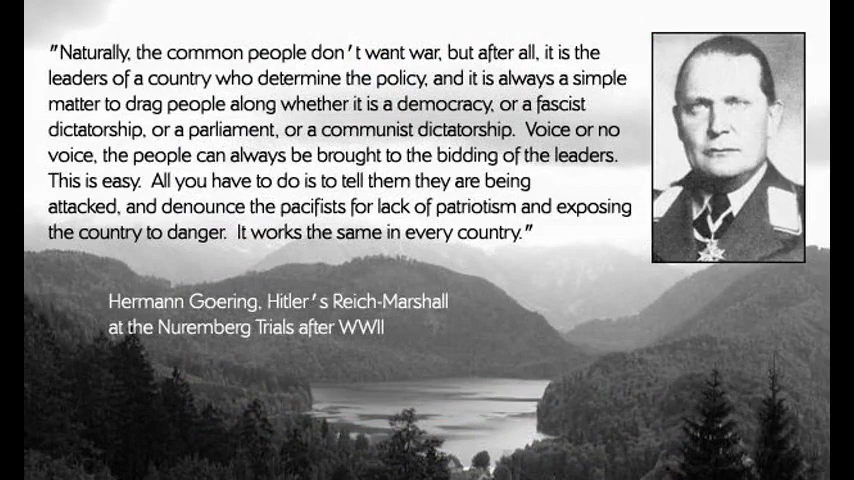 "Naturally, the common people don't want war, but after all, it is the
leaders of a country who determine the policy, and it is always a simple
matter to drag people along whether it is a democracy, or a fascist
dictatorship, or a parliament, or a communist dictatorship.  Voice or no
voice, the people can always be brought to the bidding of the leaders.
This is easy.  All you have to do is to tell them they are being
attacked, and denounce the pacifists for lack of patriotism and exposing
the country to danger.  It works the same in every country."
Hermann Goering, Hitler's Reich-Marshall
at the Nuremberg Trials after WWII